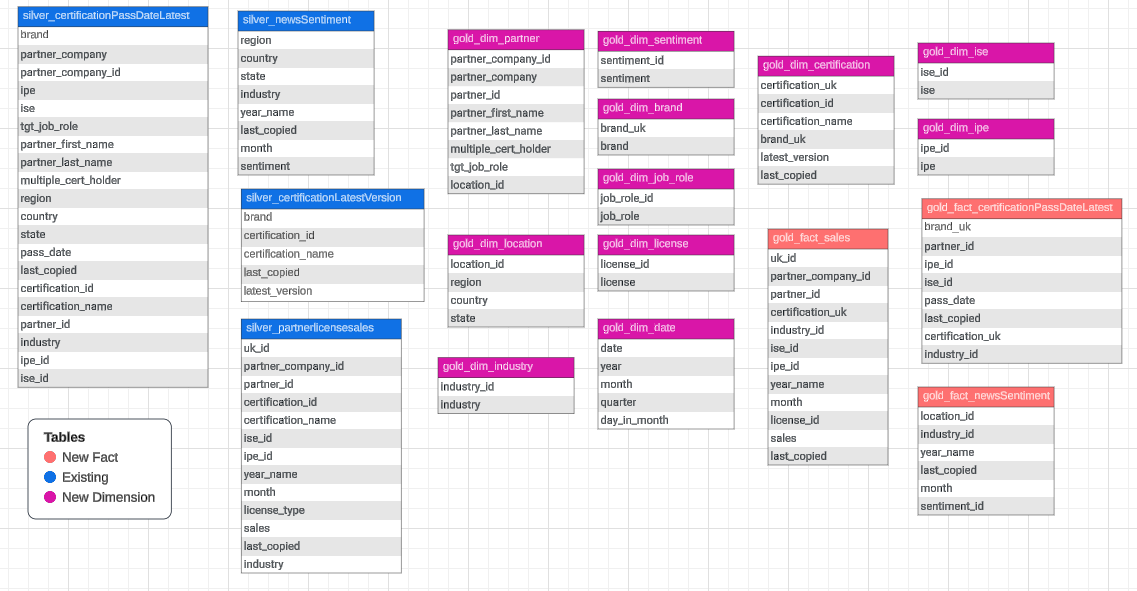 silver_certificationPassDateLatest
brand
partner_company
partner_company_id
ipe
ise
tgt_job_role
partner_first_name
partner_last_name
multiple_cert_holder
region
country
state
pass_date
last_copied
certification_id
certification_name
partner_id
industry
ipe_id
ise_id
Tables
New Fact
Existing
New Dimension
silver_newsSentiment
region
country
state
industry
year_name
last_copied
month
sentiment
silver_certificationLatestVersion
brand
certification_id
certification_name
last_copied
latest_version
silver_partnerlicensesales
uk_id
partner_company_id
partner_id
certification_id
certification_name
ise_id
ipe_id
year_name
month
license_type
sales
last_copied
industry
gold_dim_partner
partner_company_id
partner_company
partner_id
partner_first_name
partner_last_name
multiple_cert_holder
tgt_job_role
location_id
gold_dim_location
location_id
region
country
state
gold_dim_industry
industry_id
industry
gold_dim_sentiment
sentiment_id
sentiment
gold_dim_brand
brand_uk
brand
gold_dim_job_role
job_role_id
job_role
gold_dim_license
license_id
license
gold_dim_date
date
year
month
quarter
day_in_month
gold_dim_certification
certification_uk
certification_id
certification_name
brand_uk
latest_version
last_copied
gold_fact_sales
uk_id
partner_company_id
partner_id
certification_uk
industry_id
ise_id
ipe_id
year_name
month
license_id
sales
last_copied
gold_dim_ise
ise_id
ise
gold_dim_ipe
ipe_id
ipe
gold_fact_certificationPassDateLatest
brand_uk
partner_id
ipe_id
ise_id
pass_date
last_copied
certification_uk
industry_id
gold_fact_newsSentiment
location_id
industry_id
year_name
last_copied
month
sentiment_id